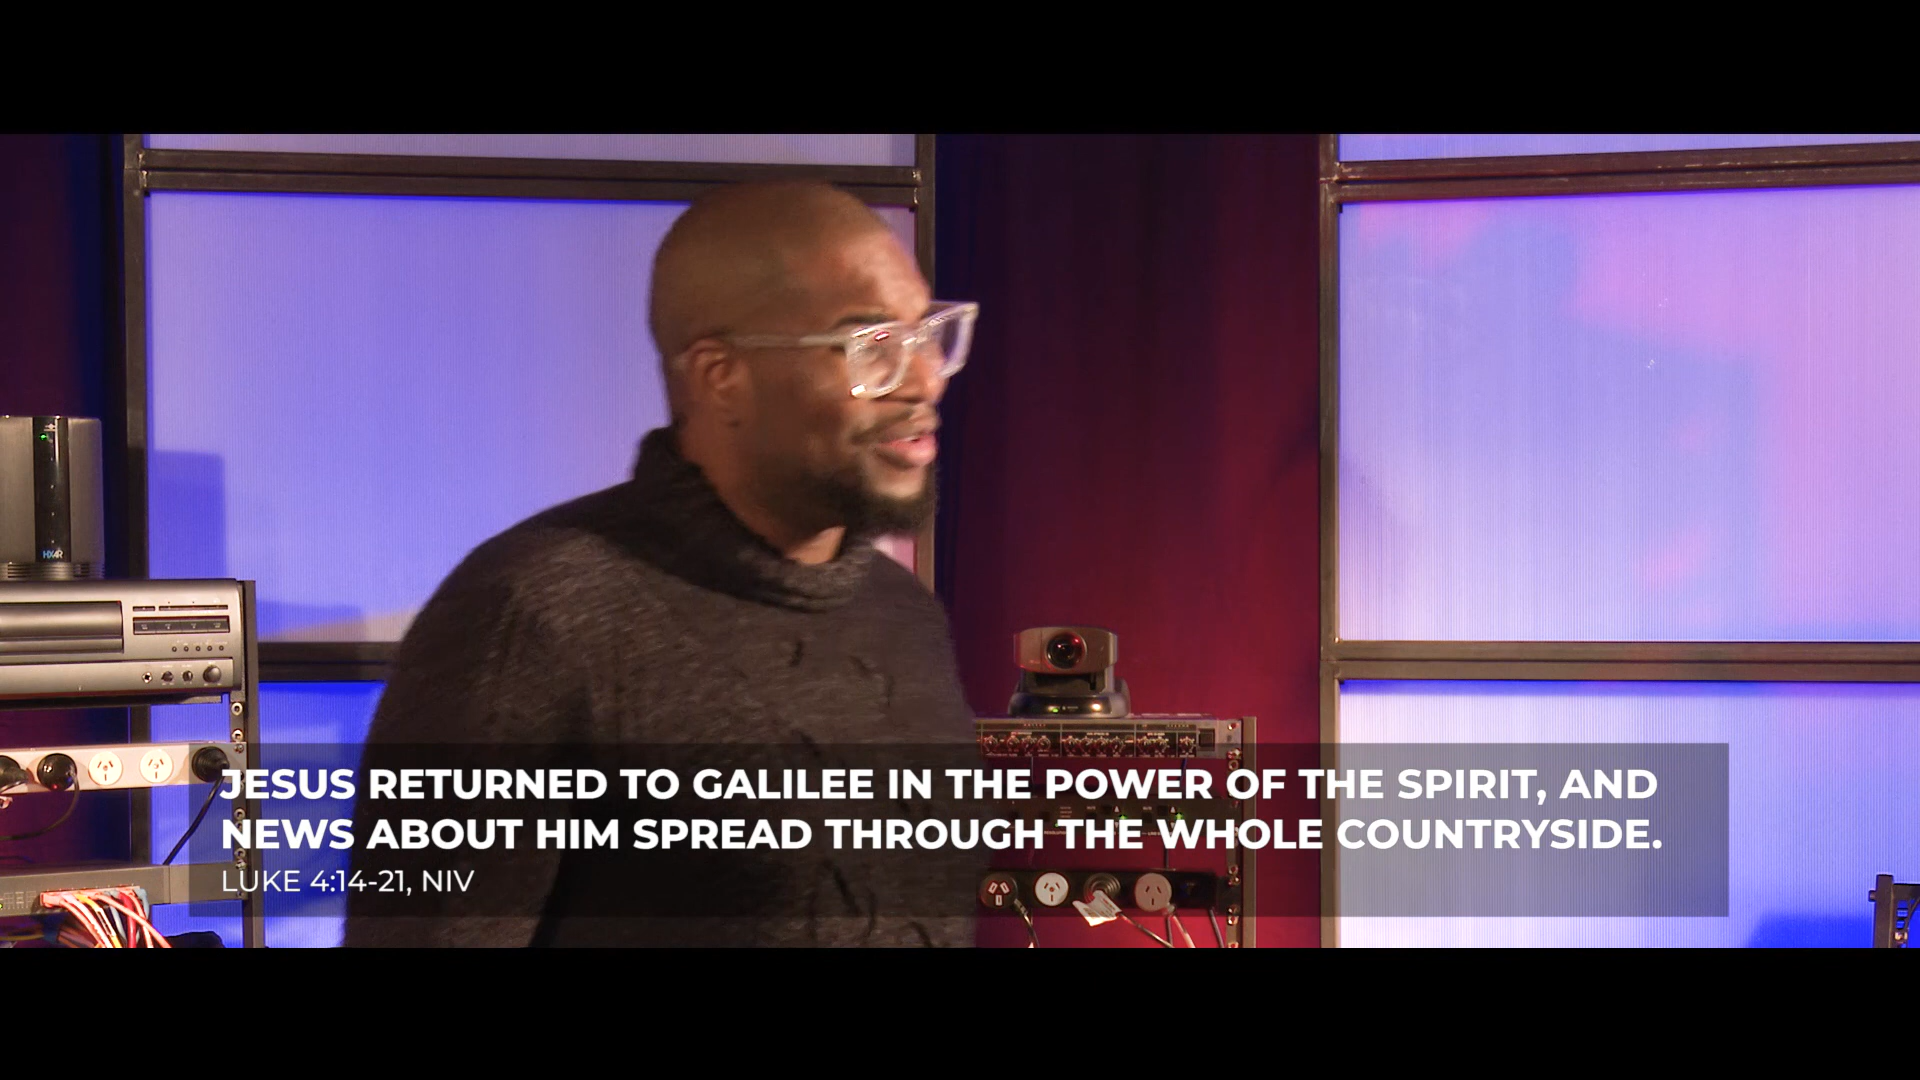 HXAR
JESUS RETURNED TO GALILEE IN THE POWER OF THE SPIRIT, AND
NEWS ABOUT HIM SPREAD THROUGH THE WHOLE COUNTRYSIDE.
LUKE 4:14-21, NIV